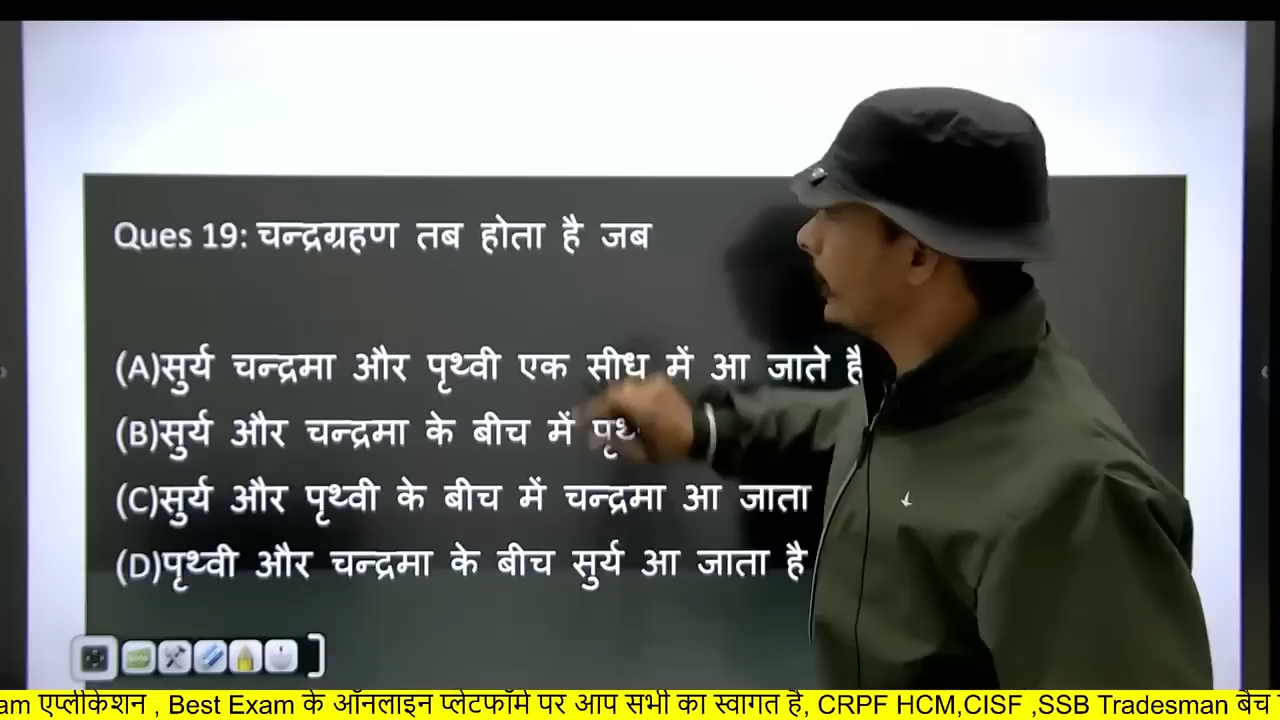 Ques 19: चन्द्रग्रहण तब होता है जब
(A)सुर्य चन्द्रमा और पृथ्वी एक सीध में आ जाते है
(B)सुर्य और चन्द्रमा के बीच में
(C)सुर्य और पृथ्वी के बीच में चन्द्रमा आ जाता
(D)पृथ्वी और चन्द्रमा के बीच सुर्य आ जाता है
एप्लीकेशन , Best Exam के ऑनलाइन प्लेटफॉर्म पर आप सभी का स्वागत है, CRPF HCM,CISF ,SSB Tradesman बैच